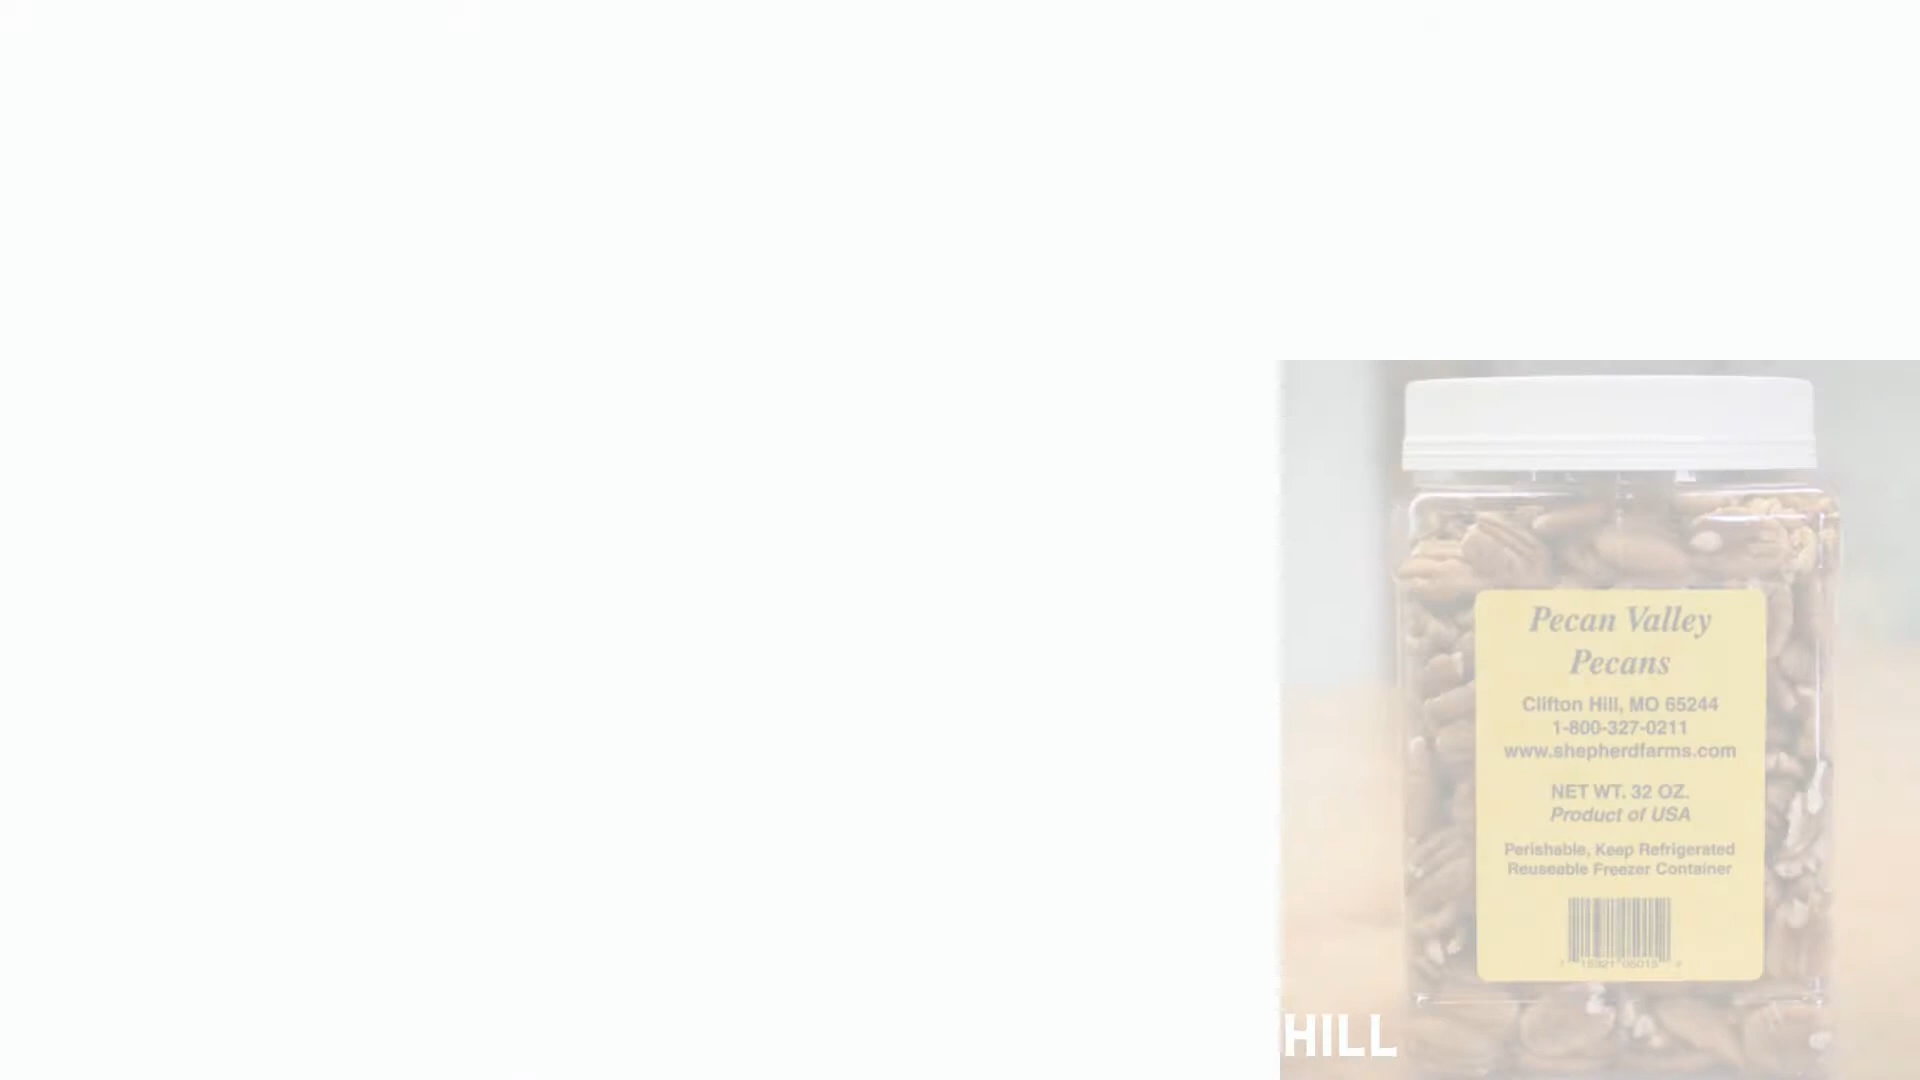 Pecan Valley
Pecans
Clifton Hill, MO 65244
1-800-327-0211
www.shepherdfarms.com
NET WT. 32 OZ.
Product of USA
Perishable, Keep Refrigerated
Reuseable Freezer Container
HILL